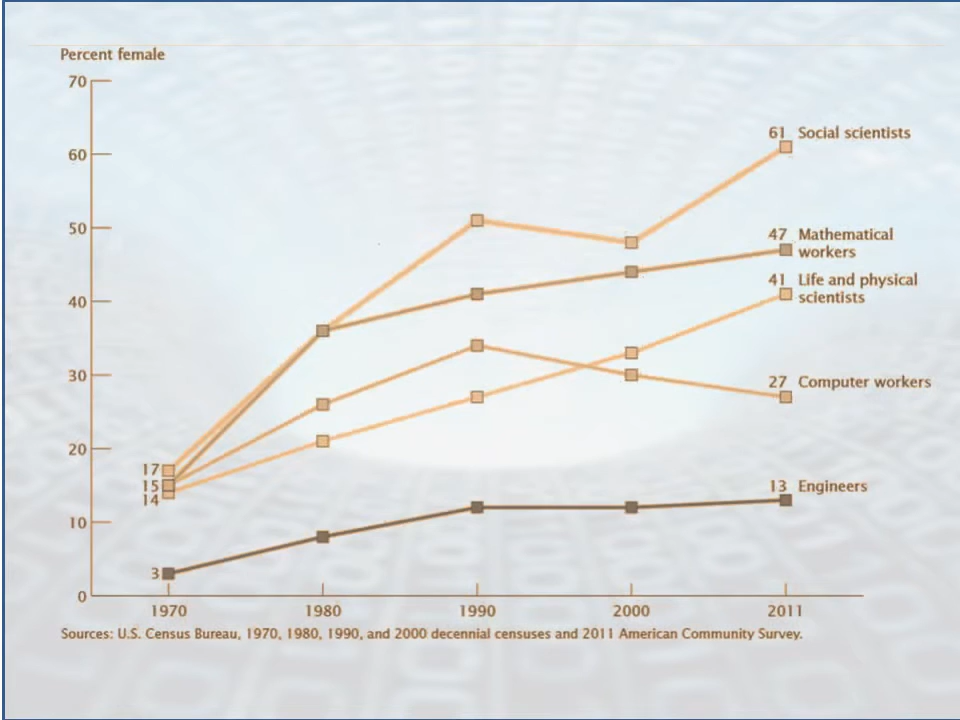 Percent female
70
61 Social scientists
60
50
47 Mathematical
workers
41 Life and physical
scientists
40
30
27 Computer workers
20
17
15
14
13 Engineers
10
3
0
1970 1980 1990 2000 2011
Sources: U.S. Census Bureau, 1970, 1980, 1990, and 2000 decennial censuses and 2011 American Community Survey.